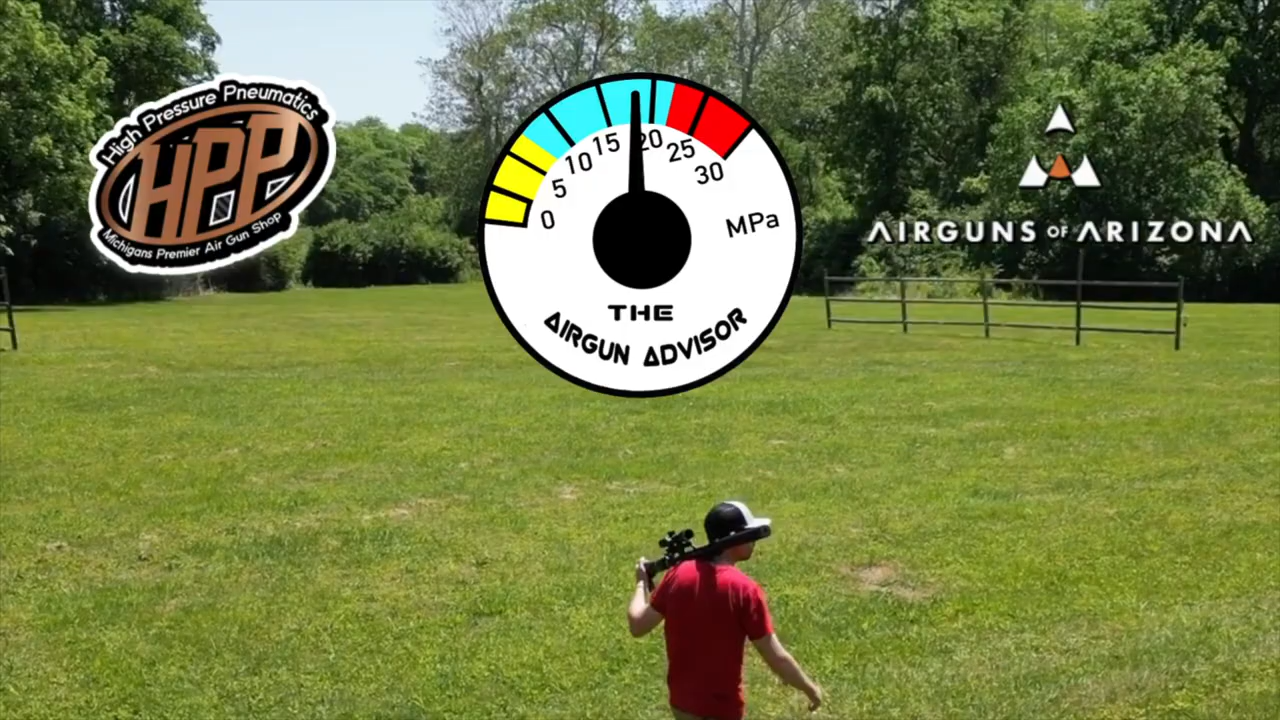 High Pressure Pneumatics
HPP
Michigans Premier Air Gun Shop
0
5
10
15
20
25
30
MPa
THE
AIRGUN ADVISOR
AIRGUNS OF ARIZONA